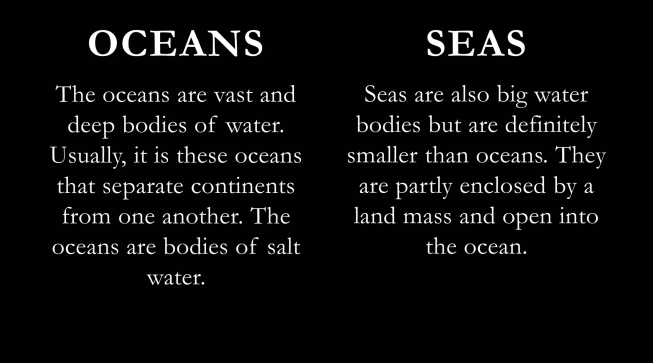 OCEANS
The oceans are vast and
deep bodies of water.
Usually, it is these oceans
that separate continents
from one another. The
oceans are bodies of salt
water.
SEAS
Seas are also big water
bodies but are definitely
smaller than oceans. They
are partly enclosed by a
land mass and open into
the ocean.